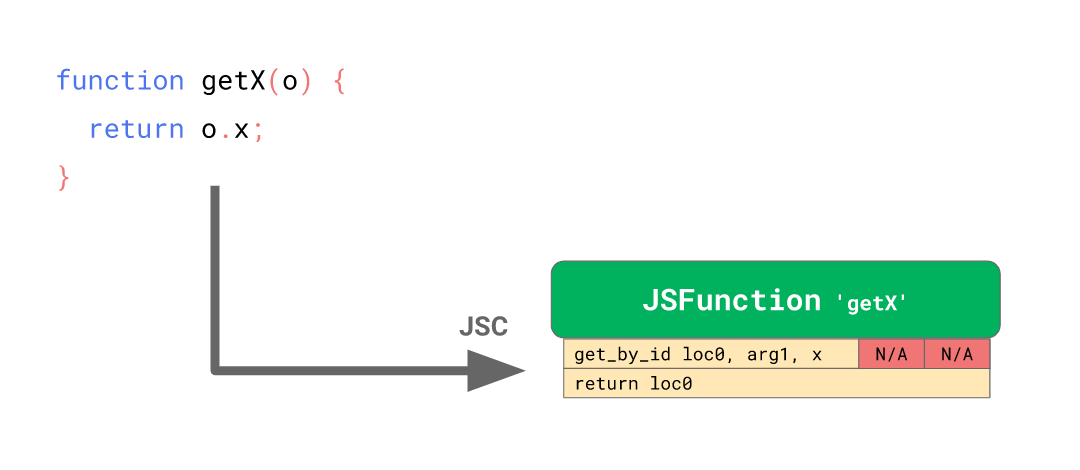 function getX(o) {
return o.x;
}
JSC
JSFunction 'getX'
get_by_id loc0, arg1, x N/A N/A
return loc0